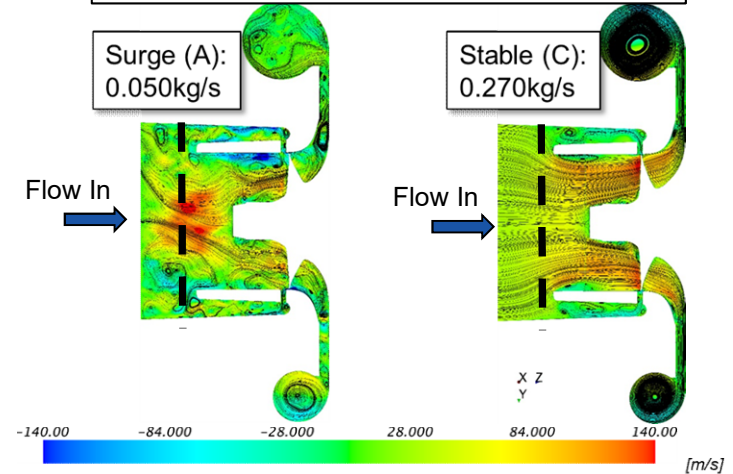 Surge (A):
0.050kg/s
Stable (C):
0.270kg/s
Flow In
Flow In
X Z
Y
-140.00 -84.000 -28.000 28.000 84.000 140.00
[m/s]